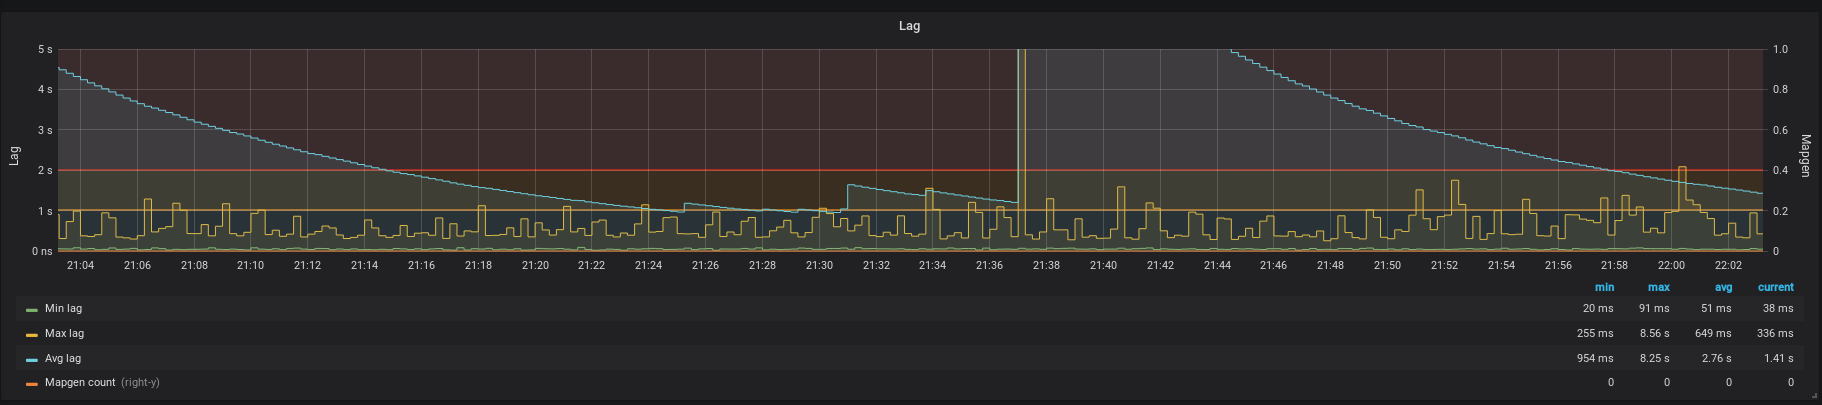 Lag
5 s
4 s
3 s
2 s
1 s
0 ns
Lag
1.0
0.8
0.6
0.4
0.2
0
Mapgen
21:04 21:06 21:08 21:10 21:12 21:14 21:16 21:18 21:20 21:22 21:24 21:26 21:28 21:30 21:32 21:34 21:36 21:38 21:40 21:42 21:44 21:46 21:48 21:50 21:52 21:54 21:56 21:58 22:00 22:02
min max avg current
Min lag 20 ms 91 ms 51 ms 38 ms
Max lag 255 ms 8.56 s 649 ms 336 ms
Avg lag 954 ms 8.25 s 2.76 s 1.41 s
Mapgen count (right-y) 0 0 0 0